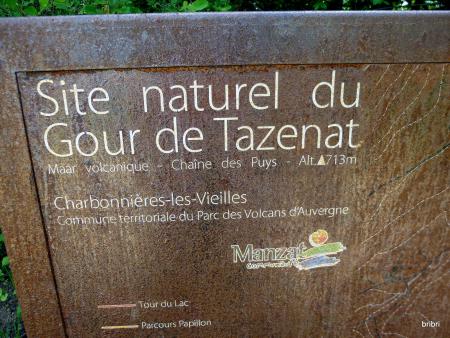 Site naturel du
Gour de Tazenat
Maar volcanique - Chaîne des Puys - Alt.▲713m
Charbonnières-les-Vieilles
Commune territoriale du Parc des Volcans d'Auvergne
Manzat
communauté
Tour du Lac
Parcours Papillon
bribri